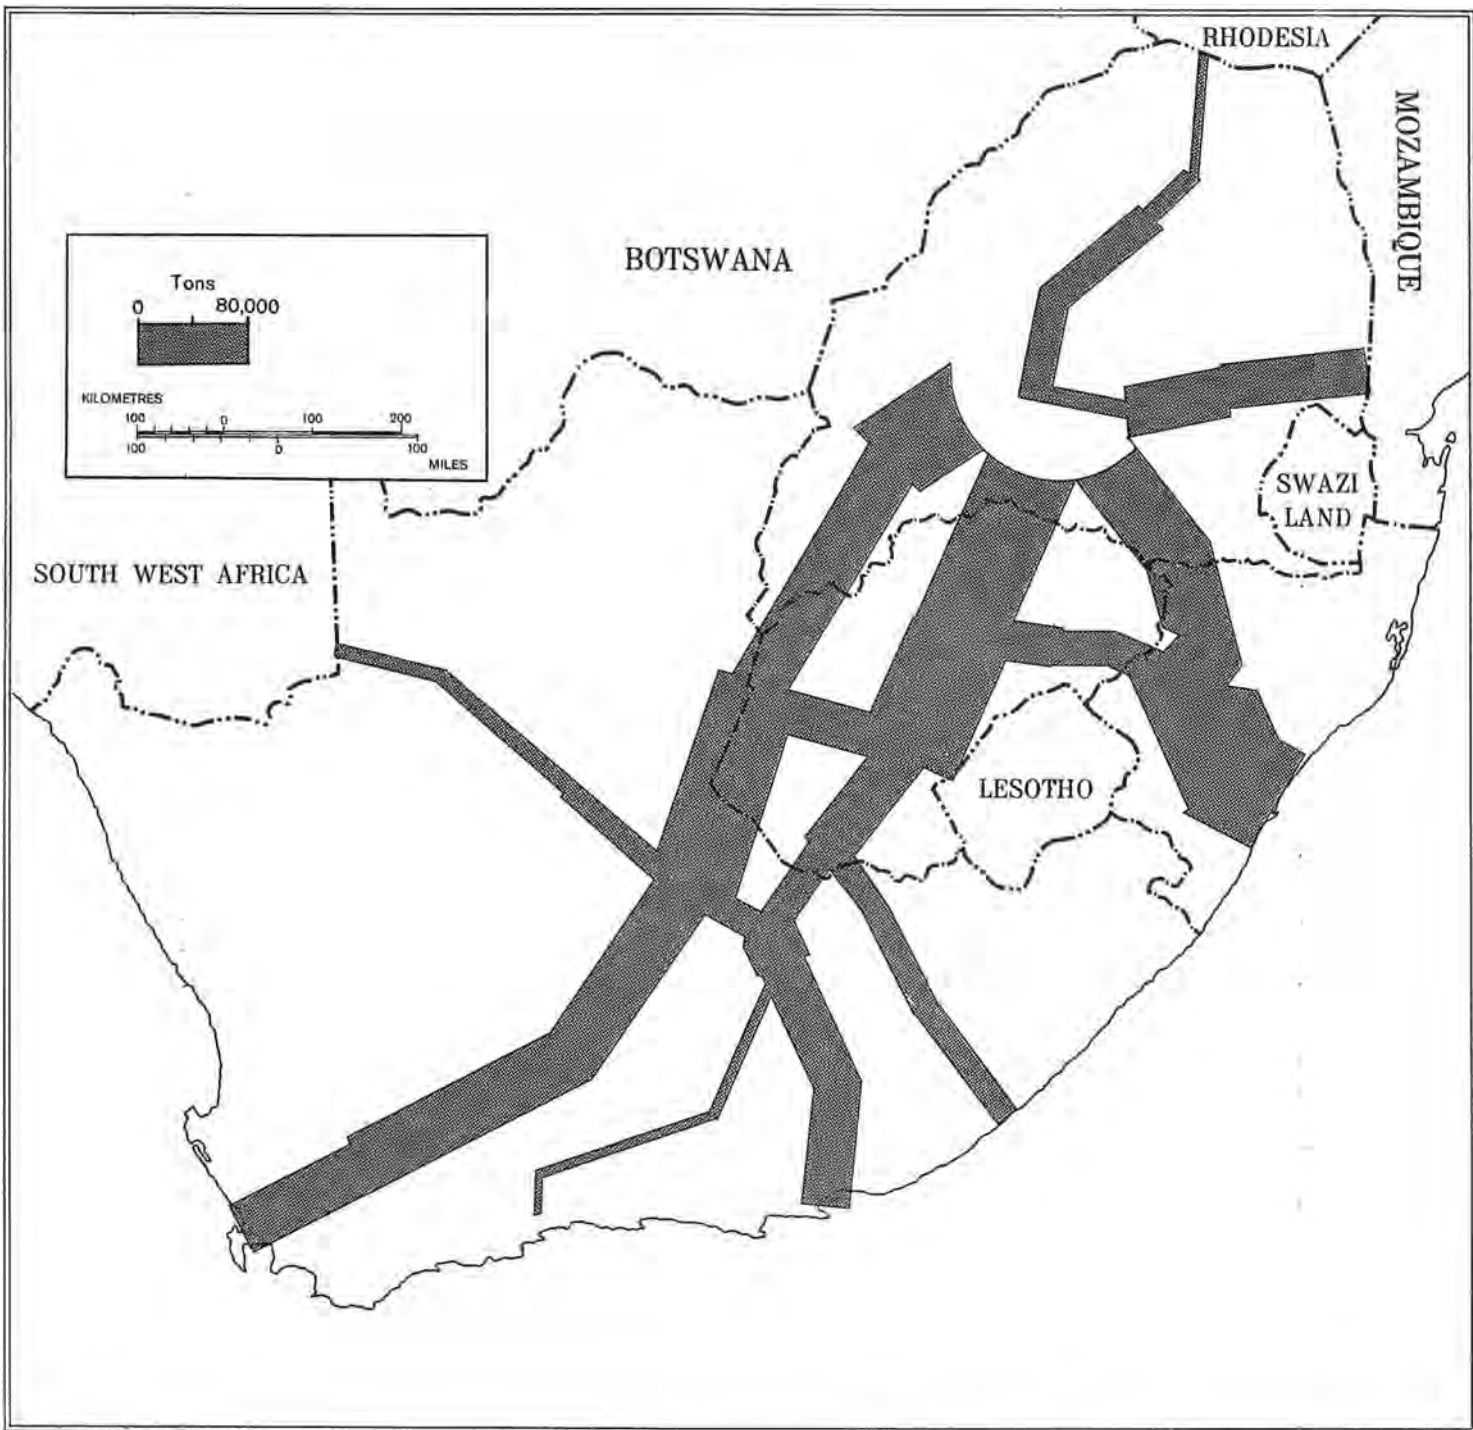 RHODESIA
MOZAMBIQUE
BOTSWANA
Tons
0 80,000
KILOMETRES
100 0 100 200
100 0 100
MILES
SWAZI
LAND
SOUTH WEST AFRICA
LESOTHO